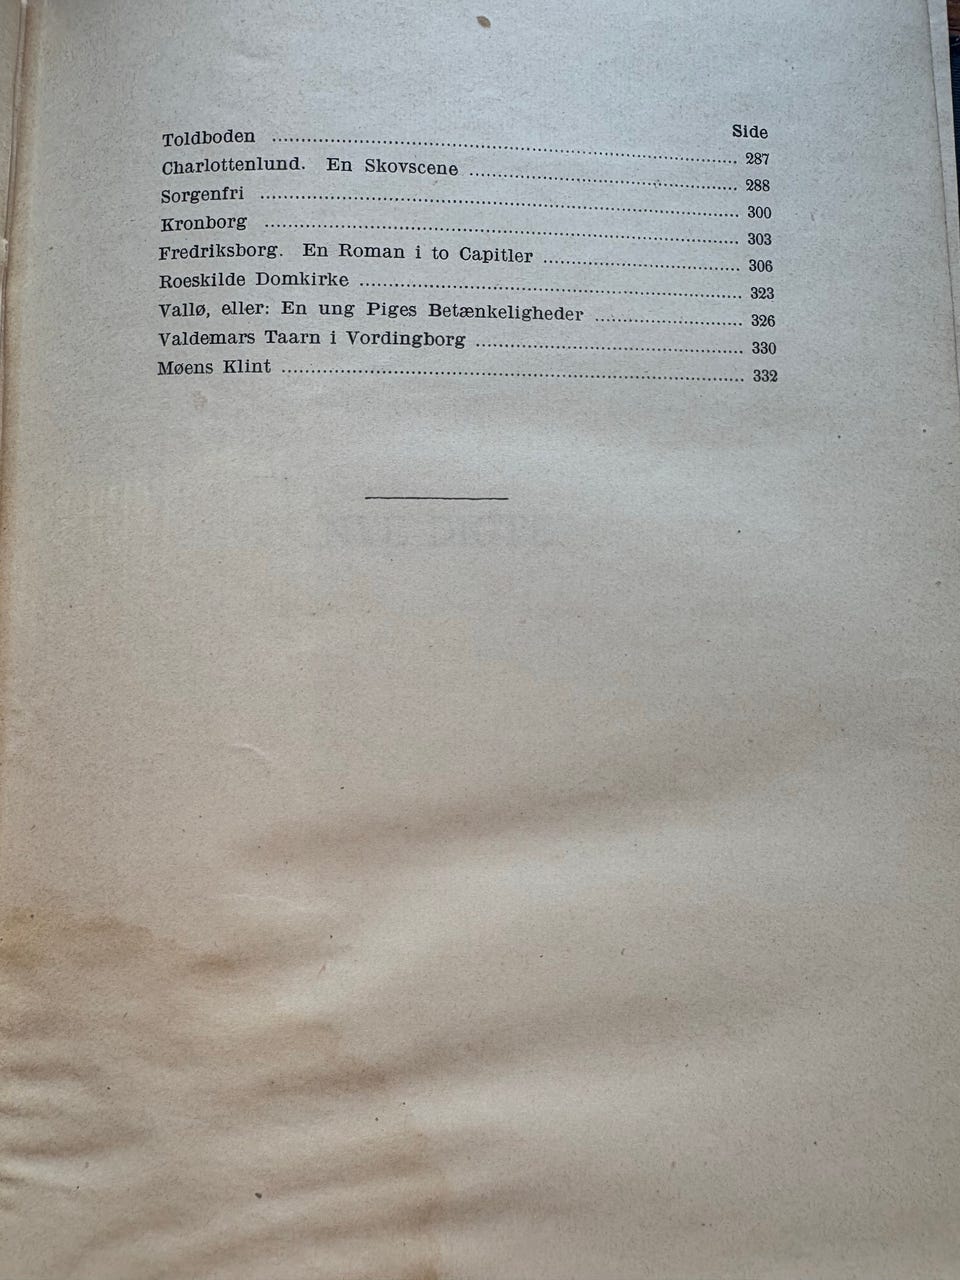 Side
Toldboden ........ 287
Charlottenlund. En Skovscene ........ 288
Sorgenfri ........ 300
Kronborg ........ 303
Fredriksborg. En Roman i to Capitler ........ 306
Roeskilde Domkirke ........ 323
Vallø, eller: En ung Piges Betænkeligheder ........ 326
Valdemars Taarn i Vordingborg ........ 330
Møens Klint ........ 332